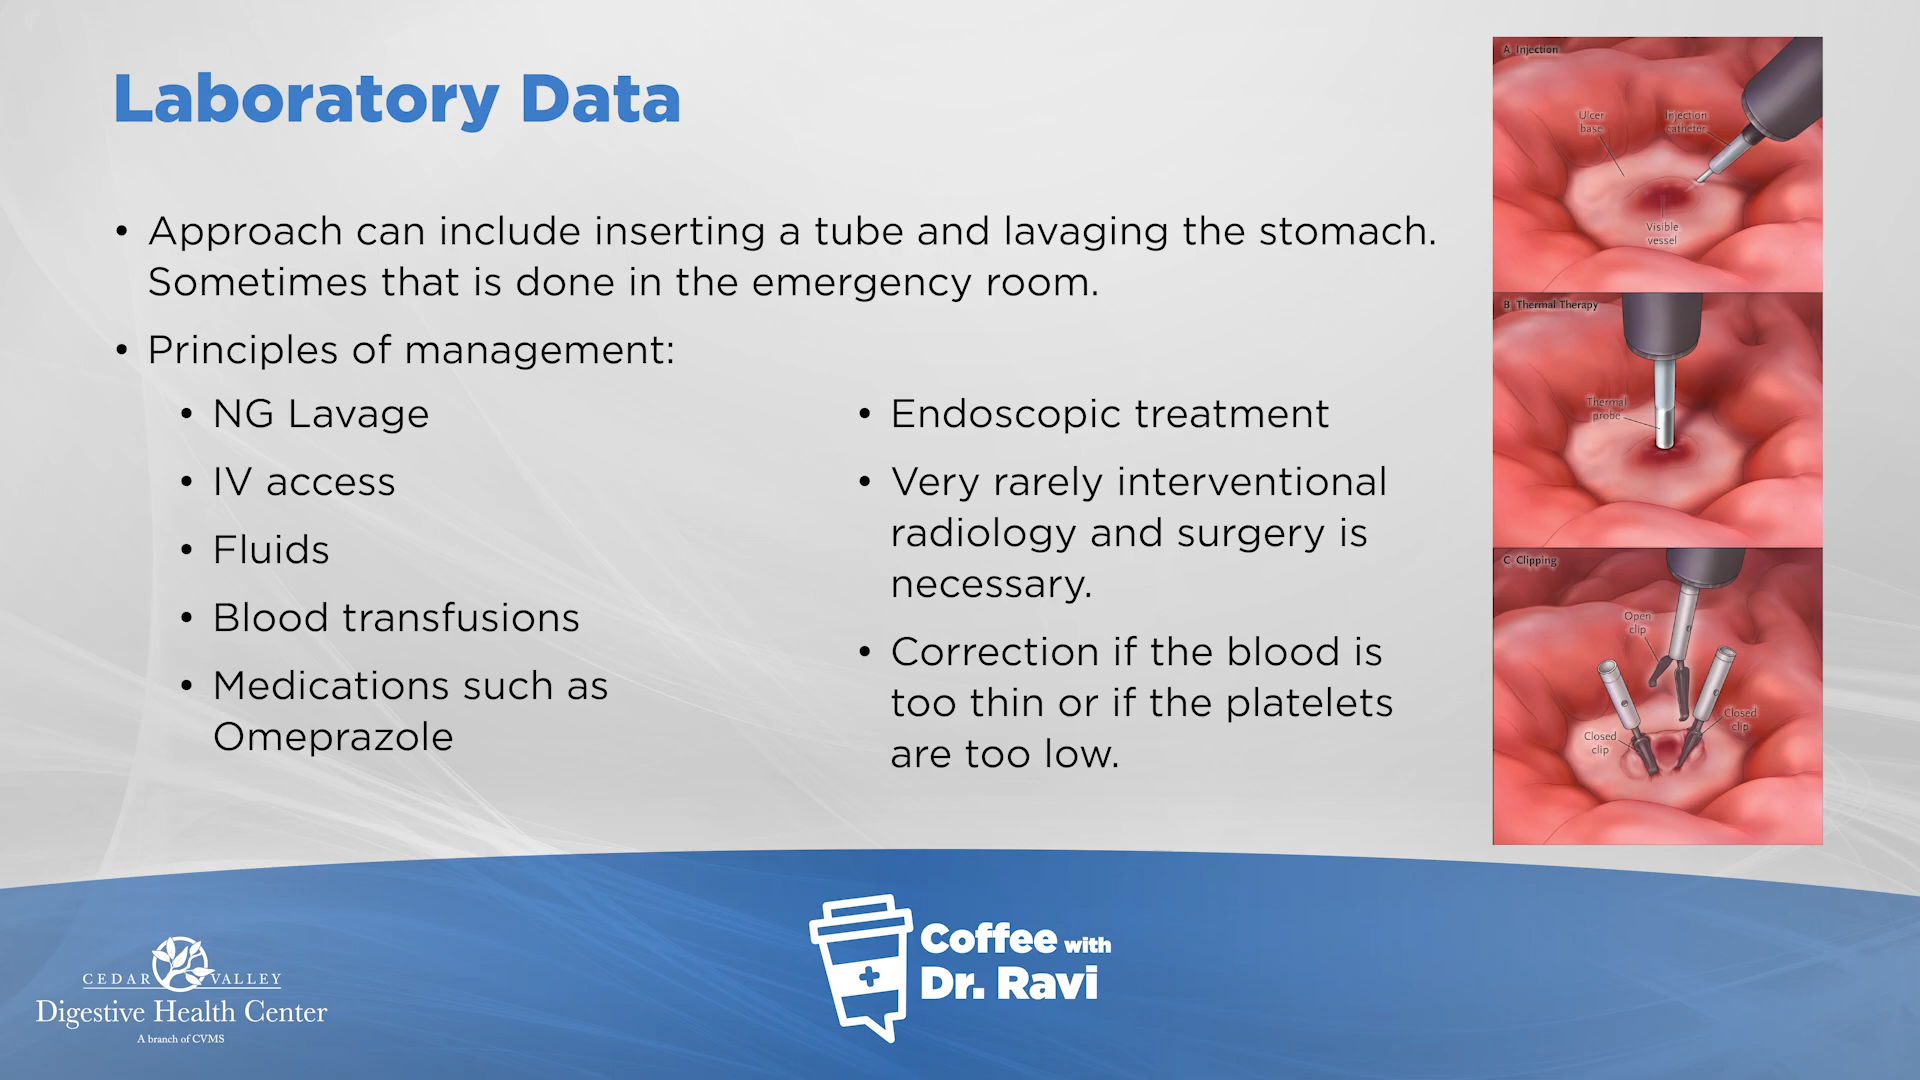 Laboratory Data
• Approach can include inserting a tube and lavaging the stomach.
Sometimes that is done in the emergency room.
• Principles of management:
• NG Lavage
• IV access
• Fluids
• Blood transfusions
• Medications such as
Omeprazole
• Endoscopic treatment
• Very rarely interventional
radiology and surgery is
necessary.
• Correction if the blood is
too thin or if the platelets
are too low.
A Injection
Ulcer
base
Injection
catheter
Visible
vessel
B Thermal Therapy
Thermal
probe
C Clipping
Open
clip
Closed
clip
Closed
clip
CEDAR VALLEY
Digestive Health Center
A branch of CVMS
Coffee with
Dr. Ravi